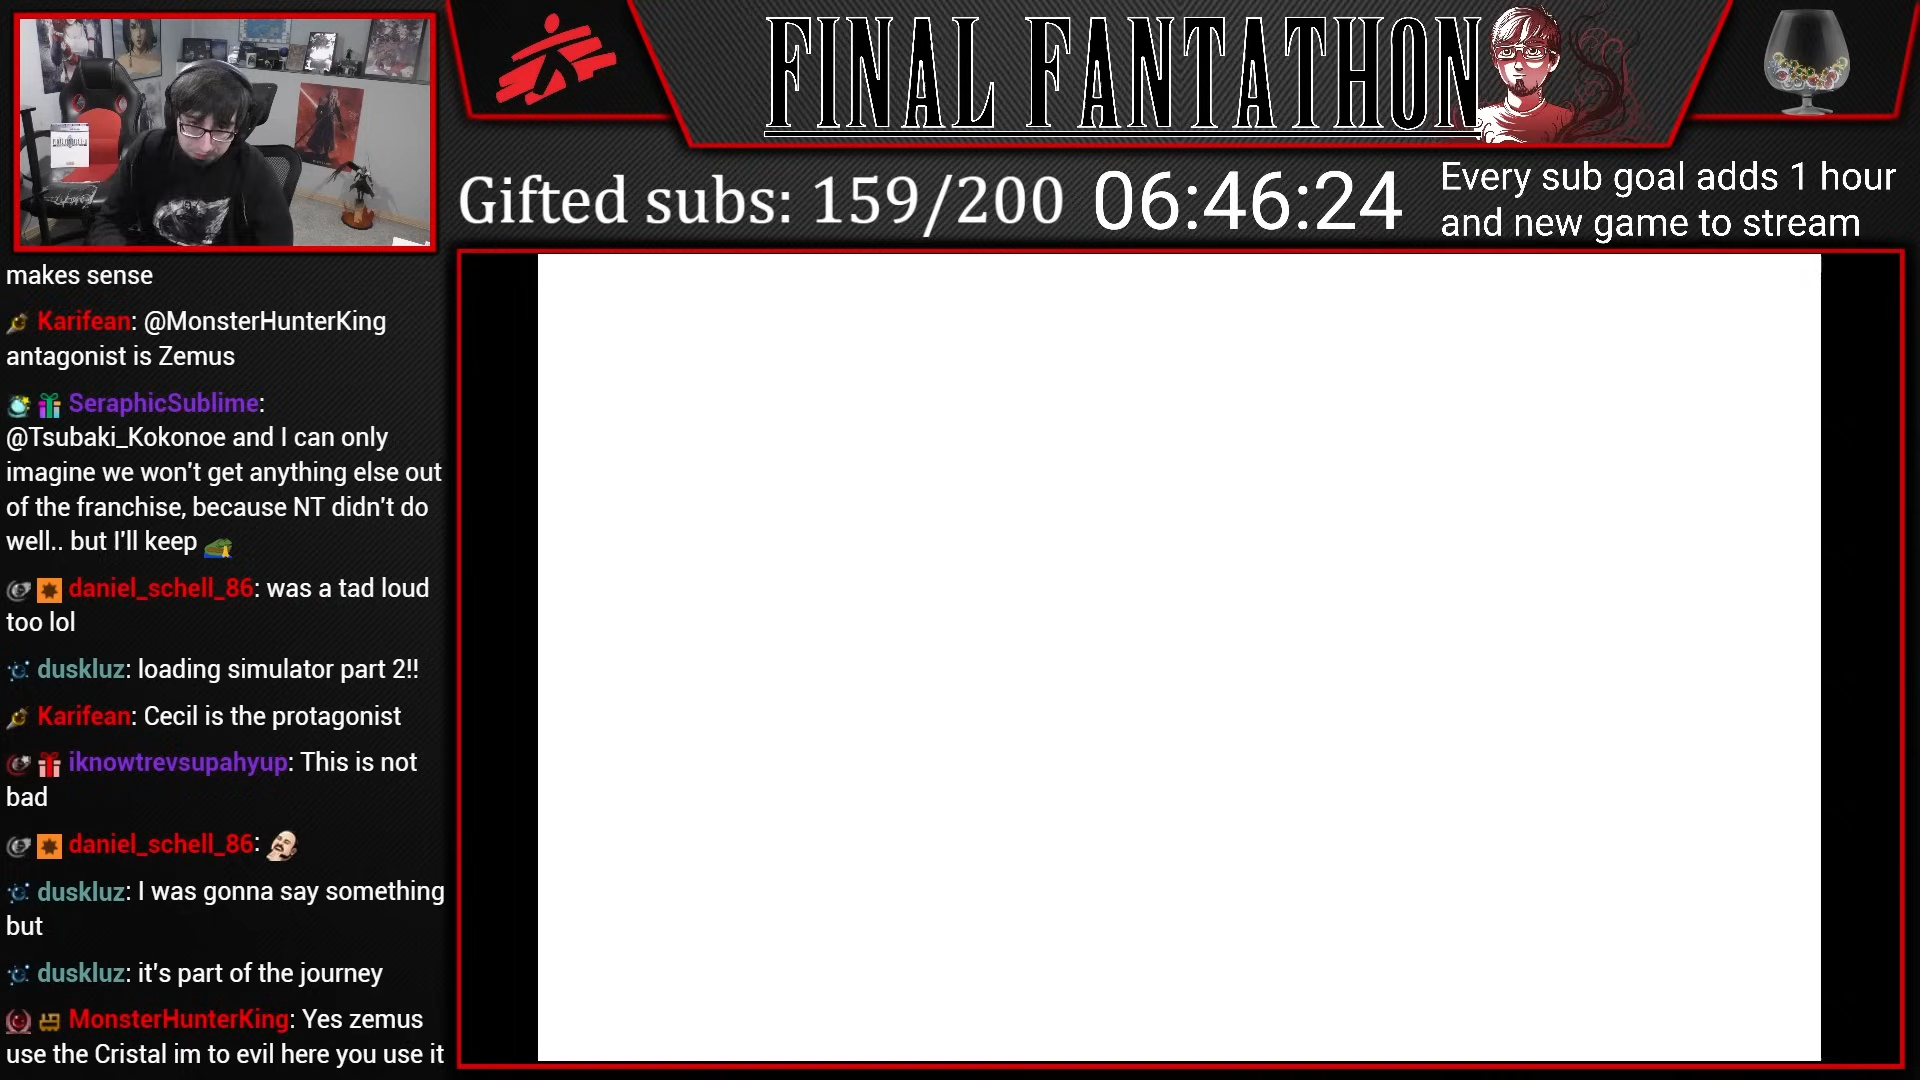 FINAL FANTATHON
Gifted subs: 159/200
06:46:24
Every sub goal adds 1 hour
and new game to stream
makes sense
Karifean: @MonsterHunterKing
antagonist is Zemus
SeraphicSublime:
@Tsubaki_Kokonoe and I can only
imagine we won't get anything else out
of the franchise, because NT didn't do
well.. but I'll keep
daniel_schell_86: was a tad loud
too lol
duskluz: loading simulator part 2!!
Karifean: Cecil is the protagonist
iknowtrevsupahyup: This is not
bad
daniel_schell_86:
duskluz: I was gonna say something
but
duskluz: it's part of the journey
MonsterHunterKing: Yes zemus
use the Cristal im to evil here you use it